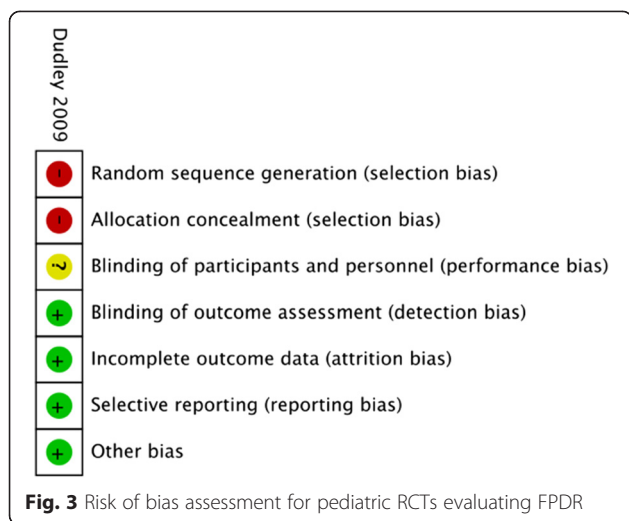 Dudley 2009
- Random sequence generation (selection bias)
- Allocation concealment (selection bias)
? Blinding of participants and personnel (performance bias)
+ Blinding of outcome assessment (detection bias)
+ Incomplete outcome data (attrition bias)
+ Selective reporting (reporting bias)
+ Other bias
Fig. 3 Risk of bias assessment for pediatric RCTs evaluating FPDR